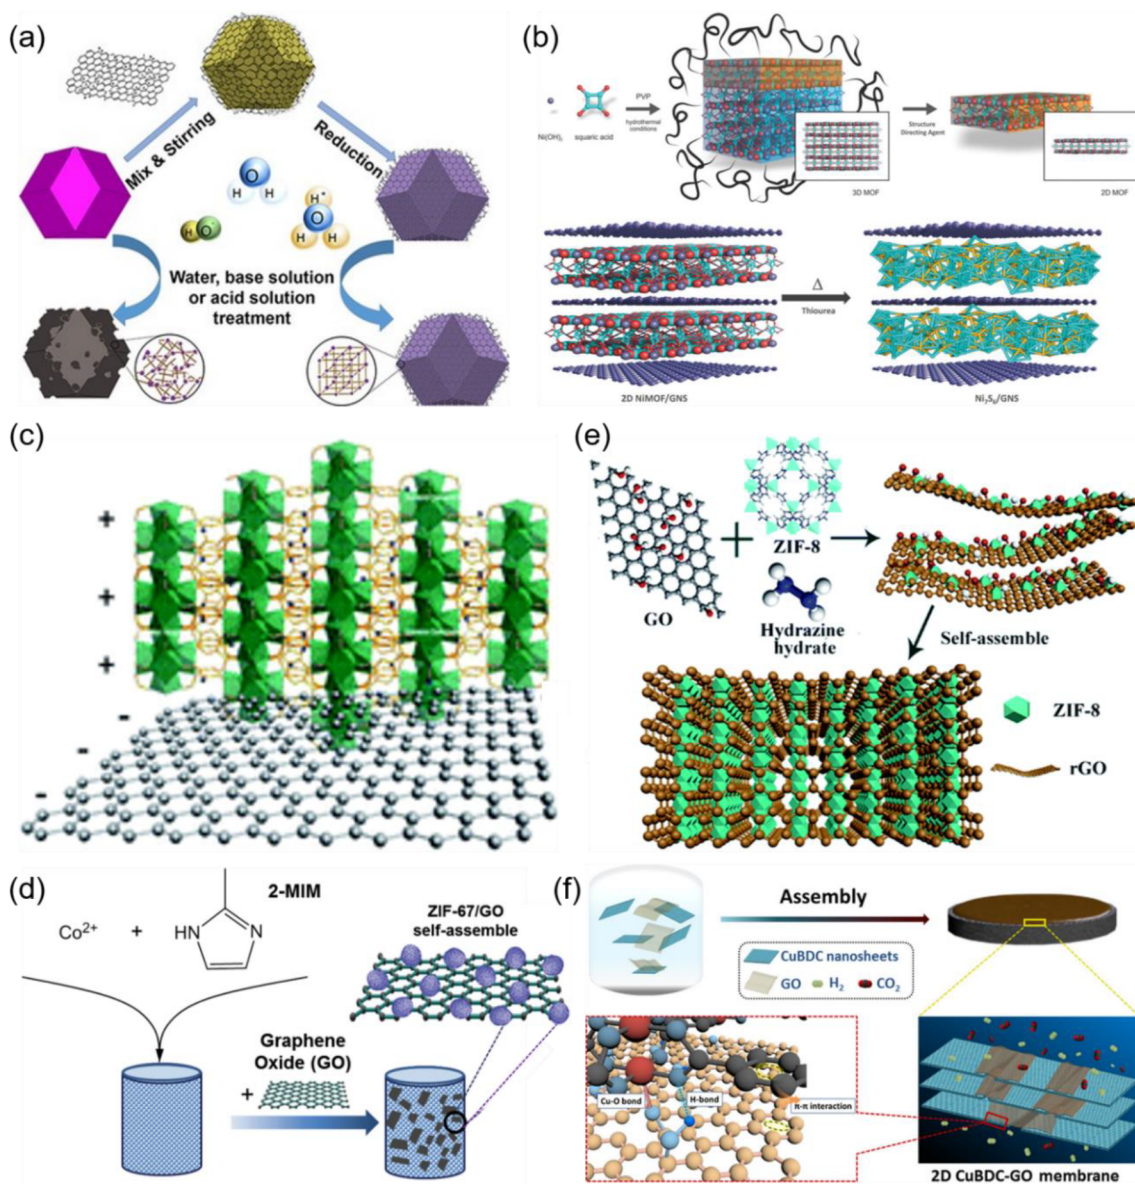 (a)
Mix & Stirring
Reduction
O
H H
O
H+
O
H H
Water, base solution
or acid solution
treatment
(b)
Ni(OH)2
squaric acid
PVP
hydrothermal
conditions
3D MOF
Structure
Directing Agent
2D MOF
2D NiMOF/GNS
Δ
Thiourea
Ni7S6/GNS
(c)
+
+
+
-
-
-
(e)
GO
+
ZIF-8
Hydrazine
hydrate
Self-assemble
ZIF-8
rGO
(d)
Co2+ +
2-MIM
HN
N
Graphene
Oxide (GO)
+
ZIF-67/GO
self-assemble
(f)
Assembly
CuBDC nanosheets
GO H2 CO2
Cu-O bond
H-bond
π-π interaction
2D CuBDC-GO membrane